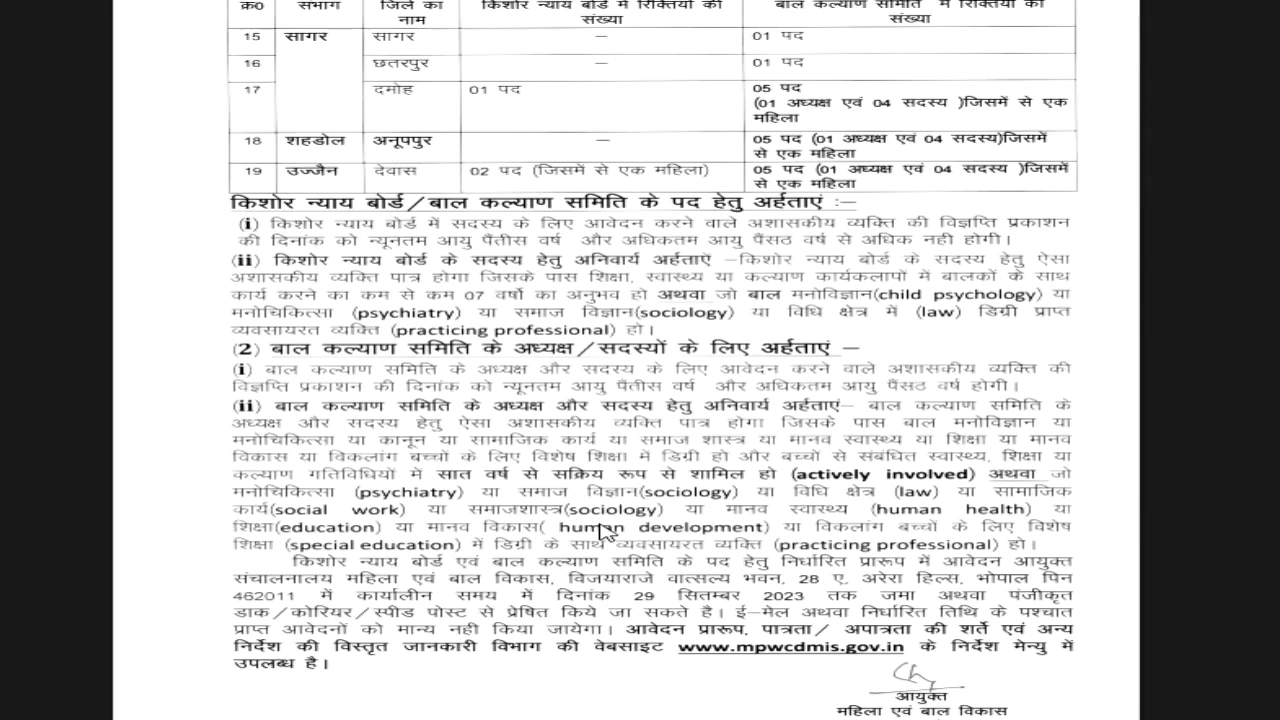 क्र0 संभाग जिले का नाम किशोर न्याय बोर्ड में रिक्तियों की संख्या बाल कल्याण समिति में रिक्तियों की संख्या
15 सागर सागर — 01 पद
16 छतरपुर — 01 पद
17 दमोह 01 पद 05 पद
(01 अध्यक्ष एवं 04 सदस्य )जिसमें से एक
महिला
18 शहडोल अनूपपुर — 05 पद (01 अध्यक्ष एवं 04 सदस्य)जिसमें
से एक महिला
19 उज्जैन देवास 02 पद (जिसमें से एक महिला) 05 पद (01 अध्यक्ष एवं 04 सदस्य )जिसमें
से एक महिला
किशोर न्याय बोर्ड/बाल कल्याण समिति के पद हेतु अर्हताएं :—
(i) किशोर न्याय बोर्ड में सदस्य के लिए आवेदन करने वाले अशासकीय व्यक्ति की विज्ञप्ति प्रकाशन
की दिनांक को न्यूनतम आयु पैंतीस वर्ष और अधिकतम आयु पैंसठ वर्ष से अधिक नही होगी।
(ii) किशोर न्याय बोर्ड के सदस्य हेतु अनिवार्य अर्हताएं –किशोर न्याय बोर्ड के सदस्य हेतु ऐसा
अशासकीय व्यक्ति पात्र होगा जिसके पास शिक्षा, स्वास्थ्य या कल्याण कार्यकलापों में बालकों के साथ
कार्य करने का कम से कम 07 वर्षो का अनुभव हो अथवा जो बाल मनोविज्ञान(child psychology) या
मनोचिकित्सा (psychiatry) या समाज विज्ञान(sociology) या विधि क्षेत्र में (law) डिग्री प्राप्त
व्यवसायरत व्यक्ति (practicing professional) हो।
(2) बाल कल्याण समिति के अध्यक्ष/सदस्यों के लिए अर्हताएं —
(i) बाल कल्याण समिति के अध्यक्ष और सदस्य के लिए आवेदन करने वाले अशासकीय व्यक्ति की
विज्ञप्ति प्रकाशन की दिनांक को न्यूनतम आयु पैंतीस वर्ष और अधिकतम आयु पैंसठ वर्ष होगी।
(ii) बाल कल्याण समिति के अध्यक्ष और सदस्य हेतु अनिवार्य अर्हताएं– बाल कल्याण समिति के
अध्यक्ष और सदस्य हेतु ऐसा अशासकीय व्यक्ति पात्र होगा जिसके पास बाल मनोविज्ञान या
मनोचिकित्सा या कानून या सामाजिक कार्य या समाज शास्त्र या मानव स्वास्थ्य या शिक्षा या मानव
विकास या विकलांग बच्चों के लिए विशेष शिक्षा में डिग्री हो और बच्चों से संबंधित स्वास्थ्य, शिक्षा या
कल्याण गतिविधियों में सात वर्ष से सक्रिय रूप से शामिल हो (actively involved) अथवा जो
मनोचिकित्सा (psychiatry) या समाज विज्ञान(sociology) या विधि क्षेत्र (law) या सामाजिक
कार्य(social work) या समाजशास्त्र(sociology) या मानव स्वास्थ्य (human health) या
शिक्षा(education) या मानव विकास( human development) या विकलांग बच्चों के लिए विशेष
शिक्षा (special education) में डिग्री के साथ व्यवसायरत व्यक्ति (practicing professional) हो।
किशोर न्याय बोर्ड एवं बाल कल्याण समिति के पद हेतु निर्धारित प्रारूप में आवेदन आयुक्त
संचालनालय महिला एवं बाल विकास, विजयाराजे वात्सल्य भवन, 28 ए, अरेरा हिल्स, भोपाल पिन
462011 में कार्यालीन समय में दिनांक 29 सितम्बर 2023 तक जमा अथवा पंजीकृत
डाक/कोरियर/स्पीड पोस्ट से प्रेषित किये जा सकते है। ई–मेल अथवा निर्धारित तिथि के पश्चात
प्राप्त आवेदनों को मान्य नही किया जायेगा। आवेदन प्रारूप, पात्रता/ अपात्रता की शर्ते एवं अन्य
निर्देश की विस्तृत जानकारी विभाग की वेबसाइट www.mpwcdmis.gov.in के निर्देश मेन्यु में
उपलब्ध है।
आयुक्त
महिला एवं बाल विकास